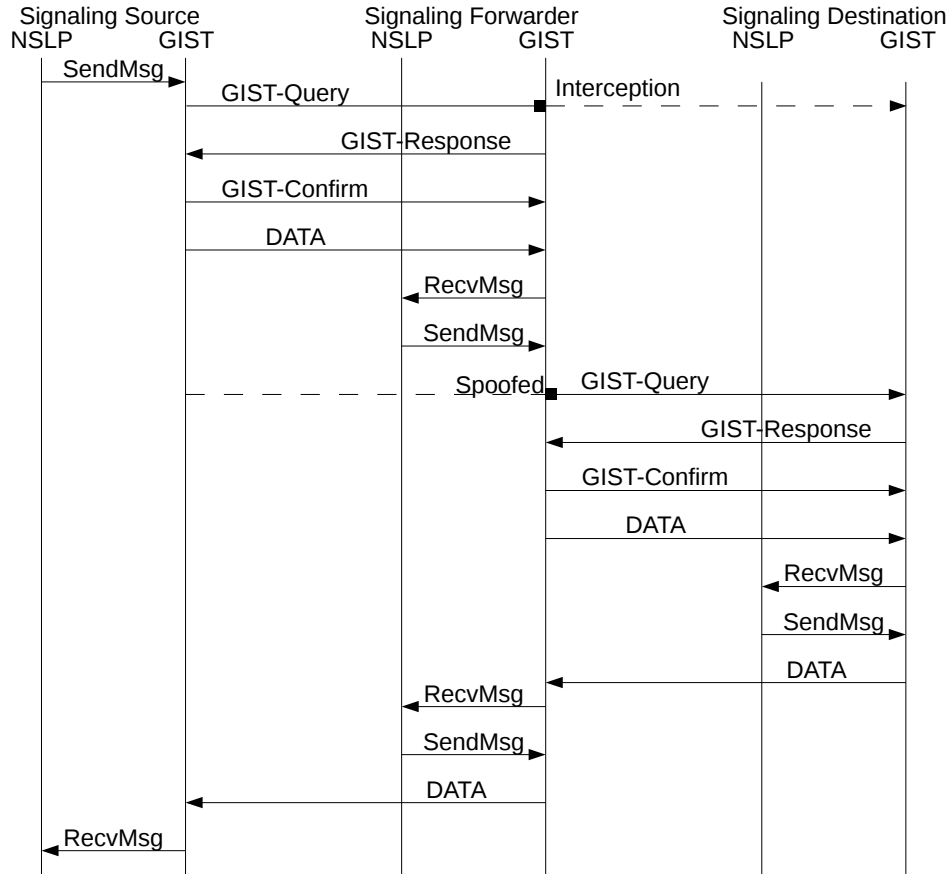 Signaling Source Signaling Forwarder Signaling Destination
NSLP GIST NSLP GIST NSLP GIST
SendMsg
GIST-Query Interception
GIST-Response
GIST-Confirm
DATA
RecvMsg
SendMsg
Spoofed GIST-Query
GIST-Response
GIST-Confirm
DATA
RecvMsg
SendMsg
DATA
RecvMsg
SendMsg
DATA
RecvMsg